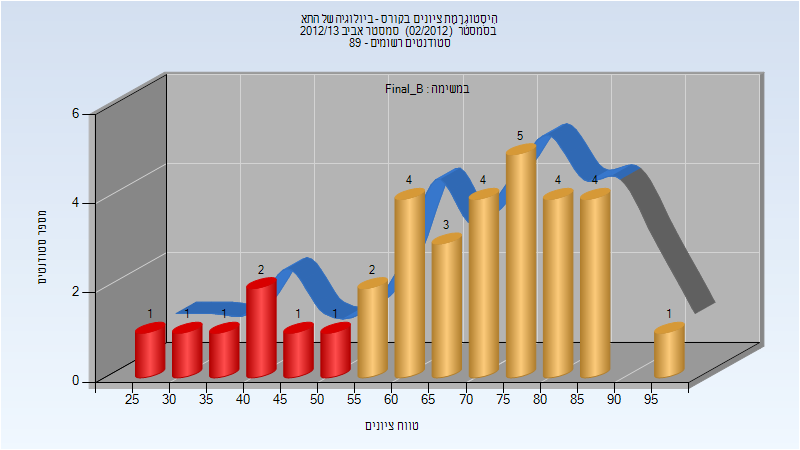 היסטוגרמת ציונים בקורס - ביולוגיה של התא
בסמסטר (02/2012) סמסטר אביב 2012/13
סטודנטים רשומים - 89
במשימה : Final_B
6
4
2
0
מספר סטודנטים
1 1 1 2 1 1 2 4 3 4 5 4 4 1
25 30 35 40 45 50 55 60 65 70 75 80 85 90 95
טווח ציונים